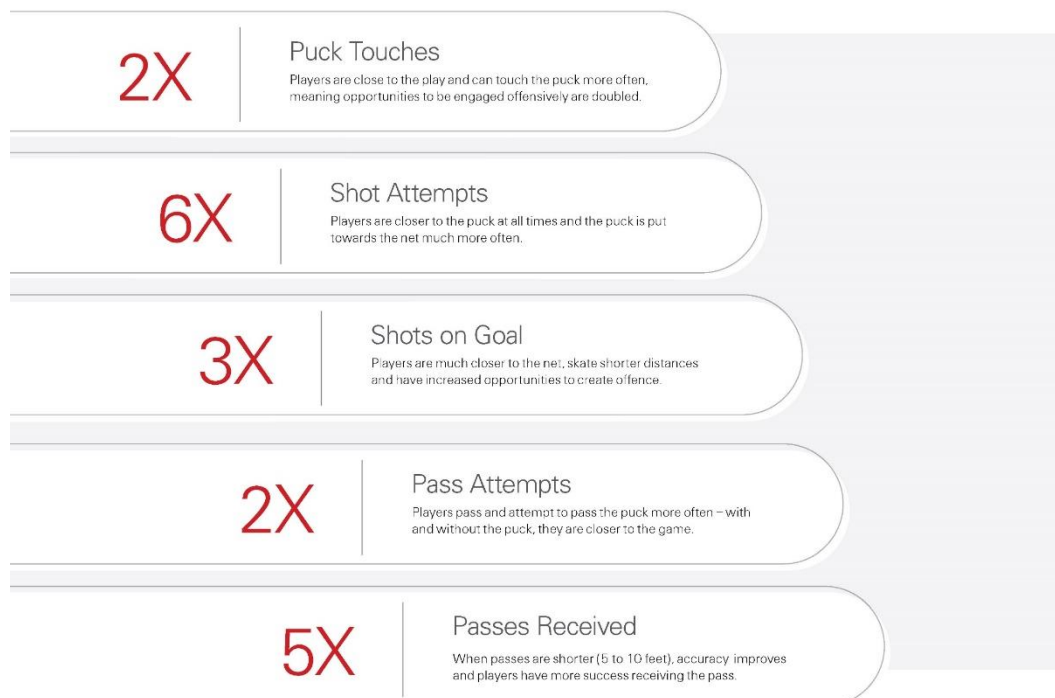 2X
Puck Touches
Players are close to the play and can touch the puck more often,
meaning opportunities to be engaged offensively are doubled.
6X
Shot Attempts
Players are closer to the puck at all times and the puck is put
towards the net much more often.
3X
Shots on Goal
Players are much closer to the net, skate shorter distances
and have increased opportunities to create offence.
2X
Pass Attempts
Players pass and attempt to pass the puck more often – with
and without the puck, they are closer to the game.
5X
Passes Received
When passes are shorter (5 to 10 feet), accuracy improves
and players have more success receiving the pass.